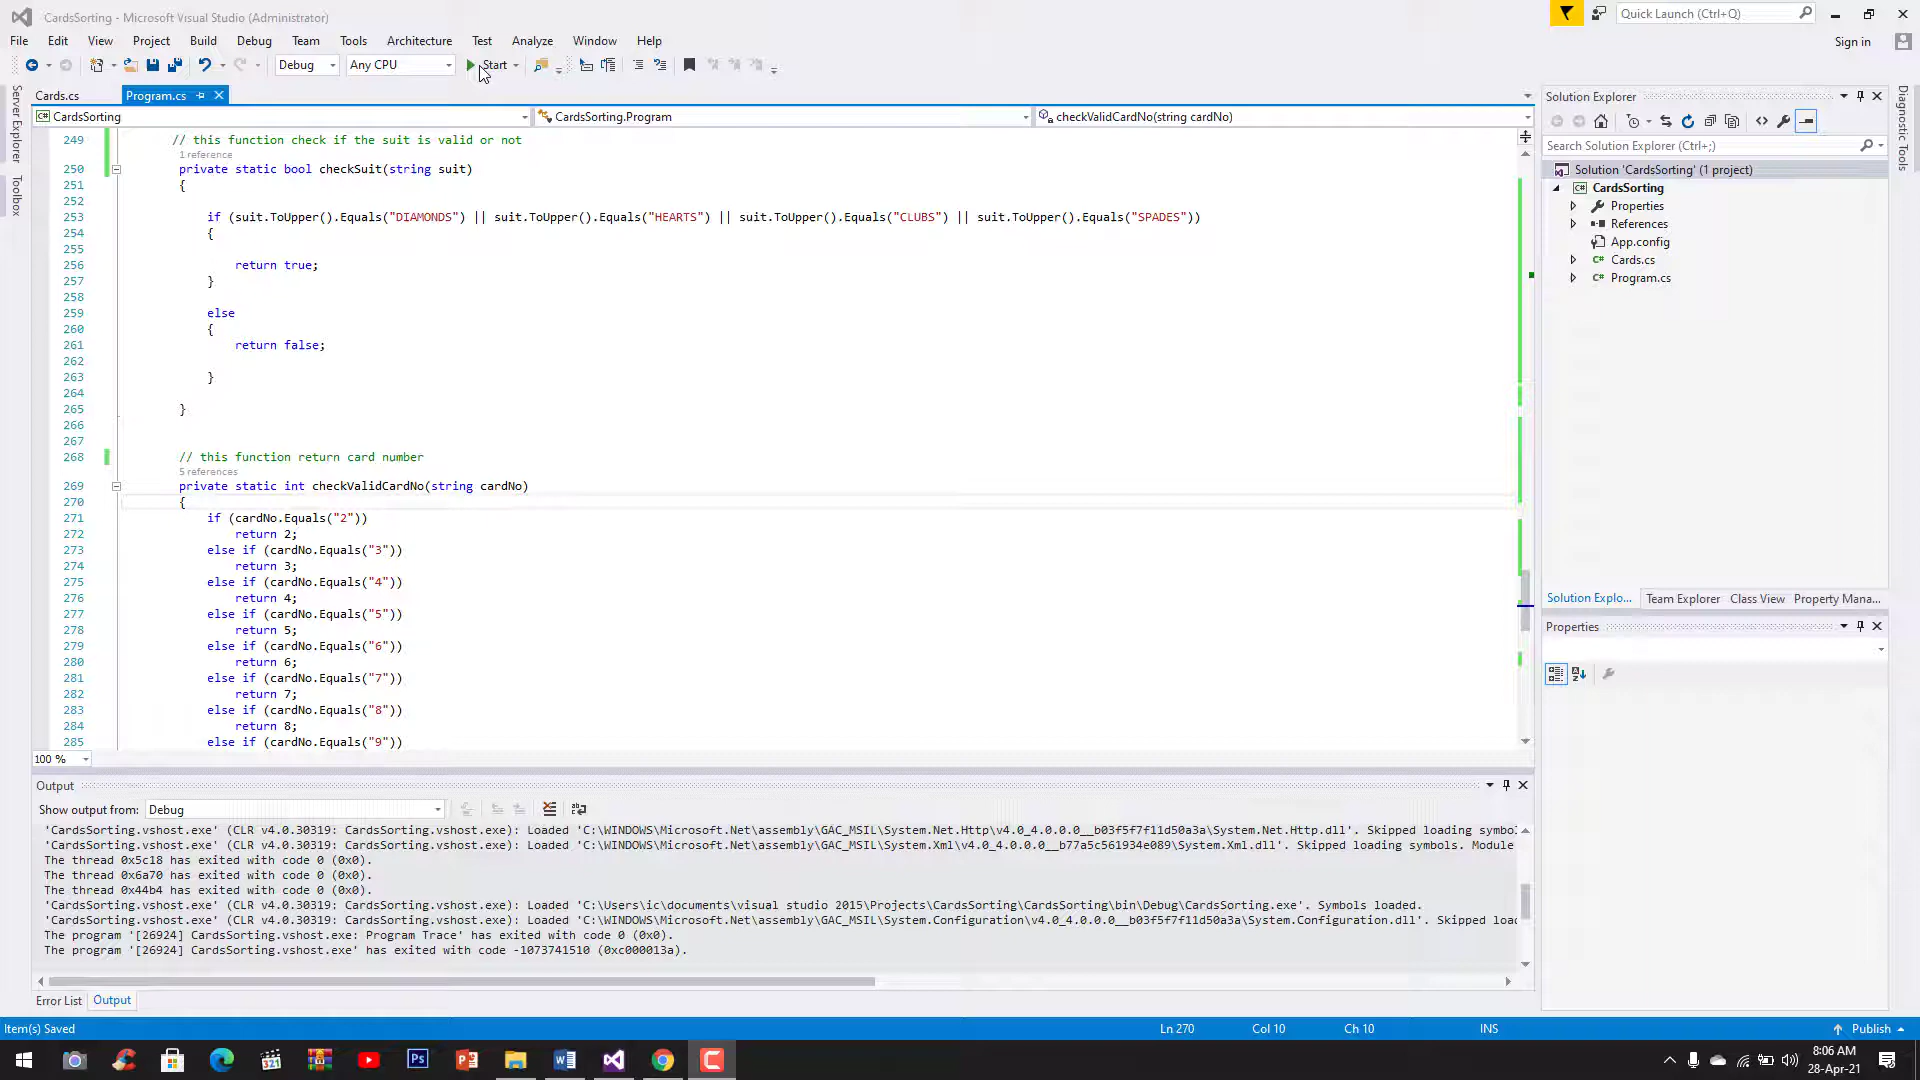 CardsSorting - Microsoft Visual Studio (Administrator)
Quick Launch (Ctrl+Q)
File Edit View Project Build Debug Team Tools Architecture Test Analyze Window Help
Sign in
Debug Any CPU Start
Cards.cs Program.cs
CardsSorting CardsSorting.Program checkValidCardNo(string cardNo)
249 // this function check if the suit is valid or not
1 reference
250 private static bool checkSuit(string suit)
251 {
252
253 if (suit.ToUpper().Equals("DIAMONDS") || suit.ToUpper().Equals("HEARTS") || suit.ToUpper().Equals("CLUBS") || suit.ToUpper().Equals("SPADES"))
254 {
255
256 return true;
257 }
258
259 else
260 {
261 return false;
262
263 }
264
265 }
266
267
268 // this function return card number
5 references
269 private static int checkValidCardNo(string cardNo)
270 {
271 if (cardNo.Equals("2"))
272 return 2;
273 else if (cardNo.Equals("3"))
274 return 3;
275 else if (cardNo.Equals("4"))
276 return 4;
277 else if (cardNo.Equals("5"))
278 return 5;
279 else if (cardNo.Equals("6"))
280 return 6;
281 else if (cardNo.Equals("7"))
282 return 7;
283 else if (cardNo.Equals("8"))
284 return 8;
285 else if (cardNo.Equals("9"))
100 %
Server Explorer
Toolbox
Solution Explorer
Search Solution Explorer (Ctrl+;)
Solution 'CardsSorting' (1 project)
CardsSorting
Properties
References
App.config
Cards.cs
Program.cs
Solution Explo... Team Explorer Class View Property Mana...
Properties
Diagnostic Tools
Output
Show output from: Debug
'CardsSorting.vshost.exe' (CLR v4.0.30319: CardsSorting.vshost.exe): Loaded 'C:\WINDOWS\Microsoft.Net\assembly\GAC_MSIL\System.Net.Http\v4.0_4.0.0.0__b03f5f7f11d50a3a\System.Net.Http.dll'. Skipped loading symbo
'CardsSorting.vshost.exe' (CLR v4.0.30319: CardsSorting.vshost.exe): Loaded 'C:\WINDOWS\Microsoft.Net\assembly\GAC_MSIL\System.Xml\v4.0_4.0.0.0__b77a5c561934e089\System.Xml.dll'. Skipped loading symbols. Module
The thread 0x5c18 has exited with code 0 (0x0).
The thread 0x6a70 has exited with code 0 (0x0).
The thread 0x44b4 has exited with code 0 (0x0).
'CardsSorting.vshost.exe' (CLR v4.0.30319: CardsSorting.vshost.exe): Loaded 'C:\Users\ic\documents\visual studio 2015\Projects\CardsSorting\CardsSorting\bin\Debug\CardsSorting.exe'. Symbols loaded.
'CardsSorting.vshost.exe' (CLR v4.0.30319: CardsSorting.vshost.exe): Loaded 'C:\WINDOWS\Microsoft.Net\assembly\GAC_MSIL\System.Configuration\v4.0_4.0.0.0__b03f5f7f11d50a3a\System.Configuration.dll'. Skipped loa
The program '[26924] CardsSorting.vshost.exe: Program Trace' has exited with code 0 (0x0).
The program '[26924] CardsSorting.vshost.exe' has exited with code -1073741510 (0xc000013a).
Error List Output
Item(s) Saved Ln 270 Col 10 Ch 10 INS Publish
321
Ps
8:06 AM
28-Apr-21